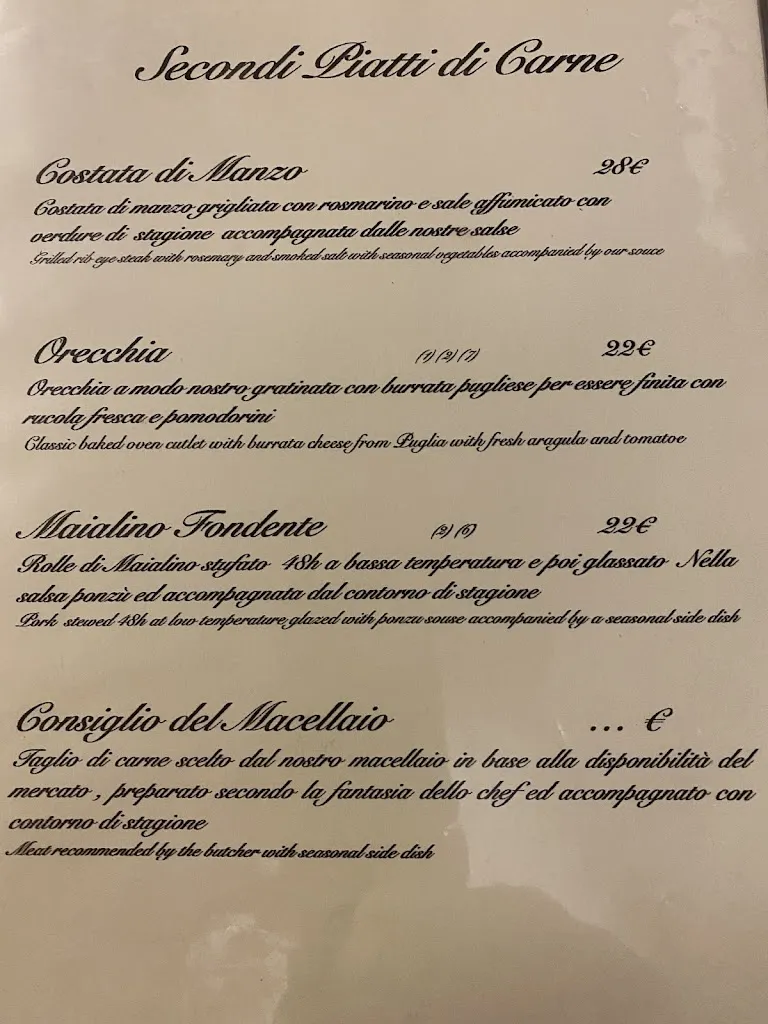 Secondi Piatti di Carne
Costata di Manzo 28€
Costata di manzo grigliata con rosmarino e sale affumicato con
verdure di stagione accompagnata dalle nostre salse
Grilled rib eye steak with rosemary and smoked salt with seasonal vegetables accompanied by our souce
Orecchia (1) (2) (7) 22€
Orecchia a modo nostro gratinata con burrata pugliese per essere finita con
rucola fresca e pomodorini
Classic baked oven cutlet with burrata cheese from Puglia with fresh aragula and tomatoe
Maialino Fondente (2) (6) 22€
Rolle di Maialino stufato 48h a bassa temperatura e poi glassato Nella
salsa ponzù ed accompagnata dal contorno di stagione
Pork stewed 48h at low temperature, glazed with ponzu souse accompanied by a seasonal side dish
Consiglio del Macellaio ... €
Taglio di carne scelto dal nostro macellaio in base alla disponibilità del
mercato , preparato secondo la fantasia dello chef ed accompagnato con
contorno di stagione
Meat recommended by the butcher with seasonal side dish